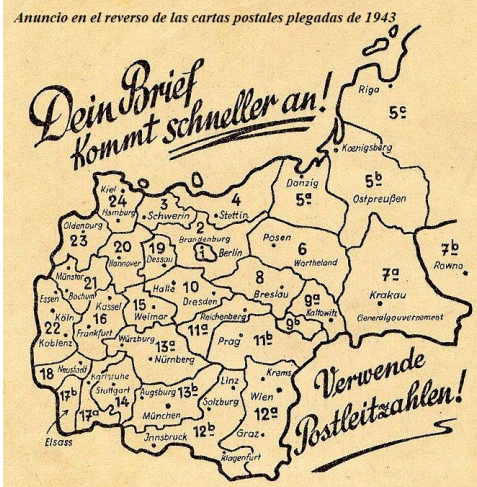 Anuncio en el reverso de las cartas postales plegadas de 1943
Dein Brief
kommt schneller an!
Riga
5c
Kœnigsberg
5b
Ostpreußen
Danzig
5a
Kiel
24
Hamburg
3
Schwerin
4
Stettin
Oldenburg
23
2
Brandenburg
1
Berlin
20
Hannover
19
Dessau
Posen
6
Wartheland
7b
Rowno
7a
Krakau
Generalgouvernement
Münster
21
Bochum
Essen
Köln
22
Koblenz
Kassel
16
Frankfurt
Halle
15
Weimar
10
Dresden
8
Breslau
9a
Kattowitz
9b
Reichenberg
11a
Prag
11b
Würzburg
13a
Nürnberg
18
Neustadt
17b
17a
Elsass
Karlsruhe
Stuttgart
14
Augsburg
13b
München
Linz
Salzburg
Krems
Wien
12a
Graz
Innsbruck
12b
Klagenfurt
Verwende
Postleitzahlen!